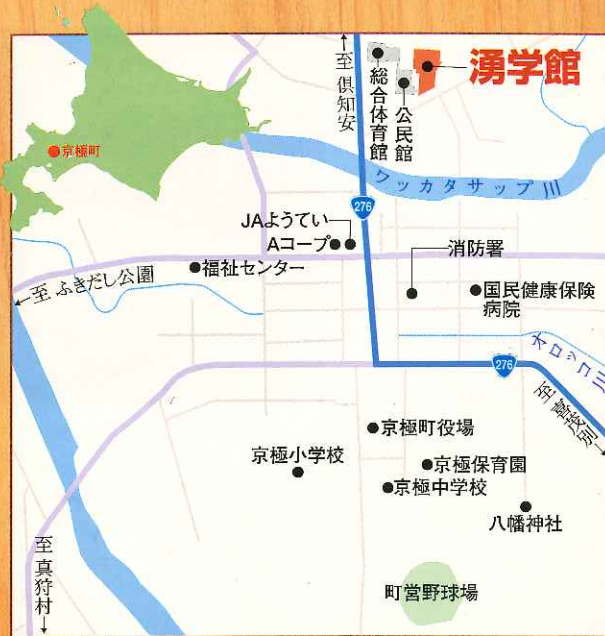 湧学館
総合体育館
公民館
↑至 倶知安
京極町
ワッカタサップ川
276
JAようてい
Aコープ
消防署
福祉センター
国民健康保険
病院
←至 ふきだし公園
オロッコ川
276
至 喜茂別→
京極町役場
京極小学校
京極保育園
京極中学校
八幡神社
至 真狩村→
町営野球場